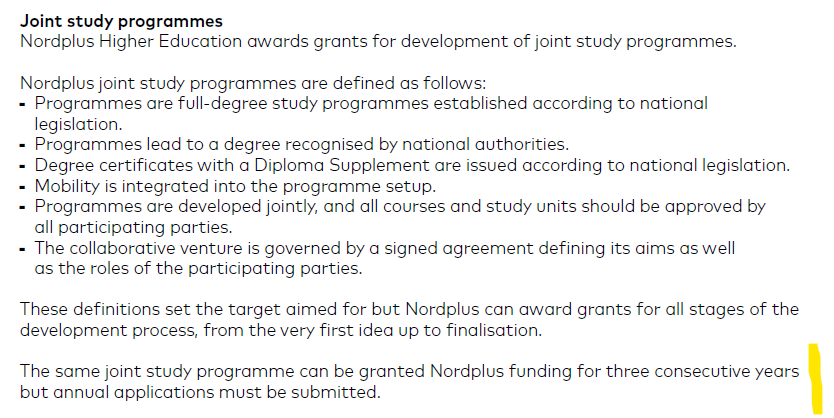 Joint study programmes
Nordplus Higher Education awards grants for development of joint study programmes.
Nordplus joint study programmes are defined as follows:
- Programmes are full-degree study programmes established according to national
legislation.
- Programmes lead to a degree recognised by national authorities.
- Degree certificates with a Diploma Supplement are issued according to national legislation.
- Mobility is integrated into the programme setup.
- Programmes are developed jointly, and all courses and study units should be approved by
all participating parties.
- The collaborative venture is governed by a signed agreement defining its aims as well
as the roles of the participating parties.
These definitions set the target aimed for but Nordplus can award grants for all stages of the
development process, from the very first idea up to finalisation.
The same joint study programme can be granted Nordplus funding for three consecutive years
but annual applications must be submitted.